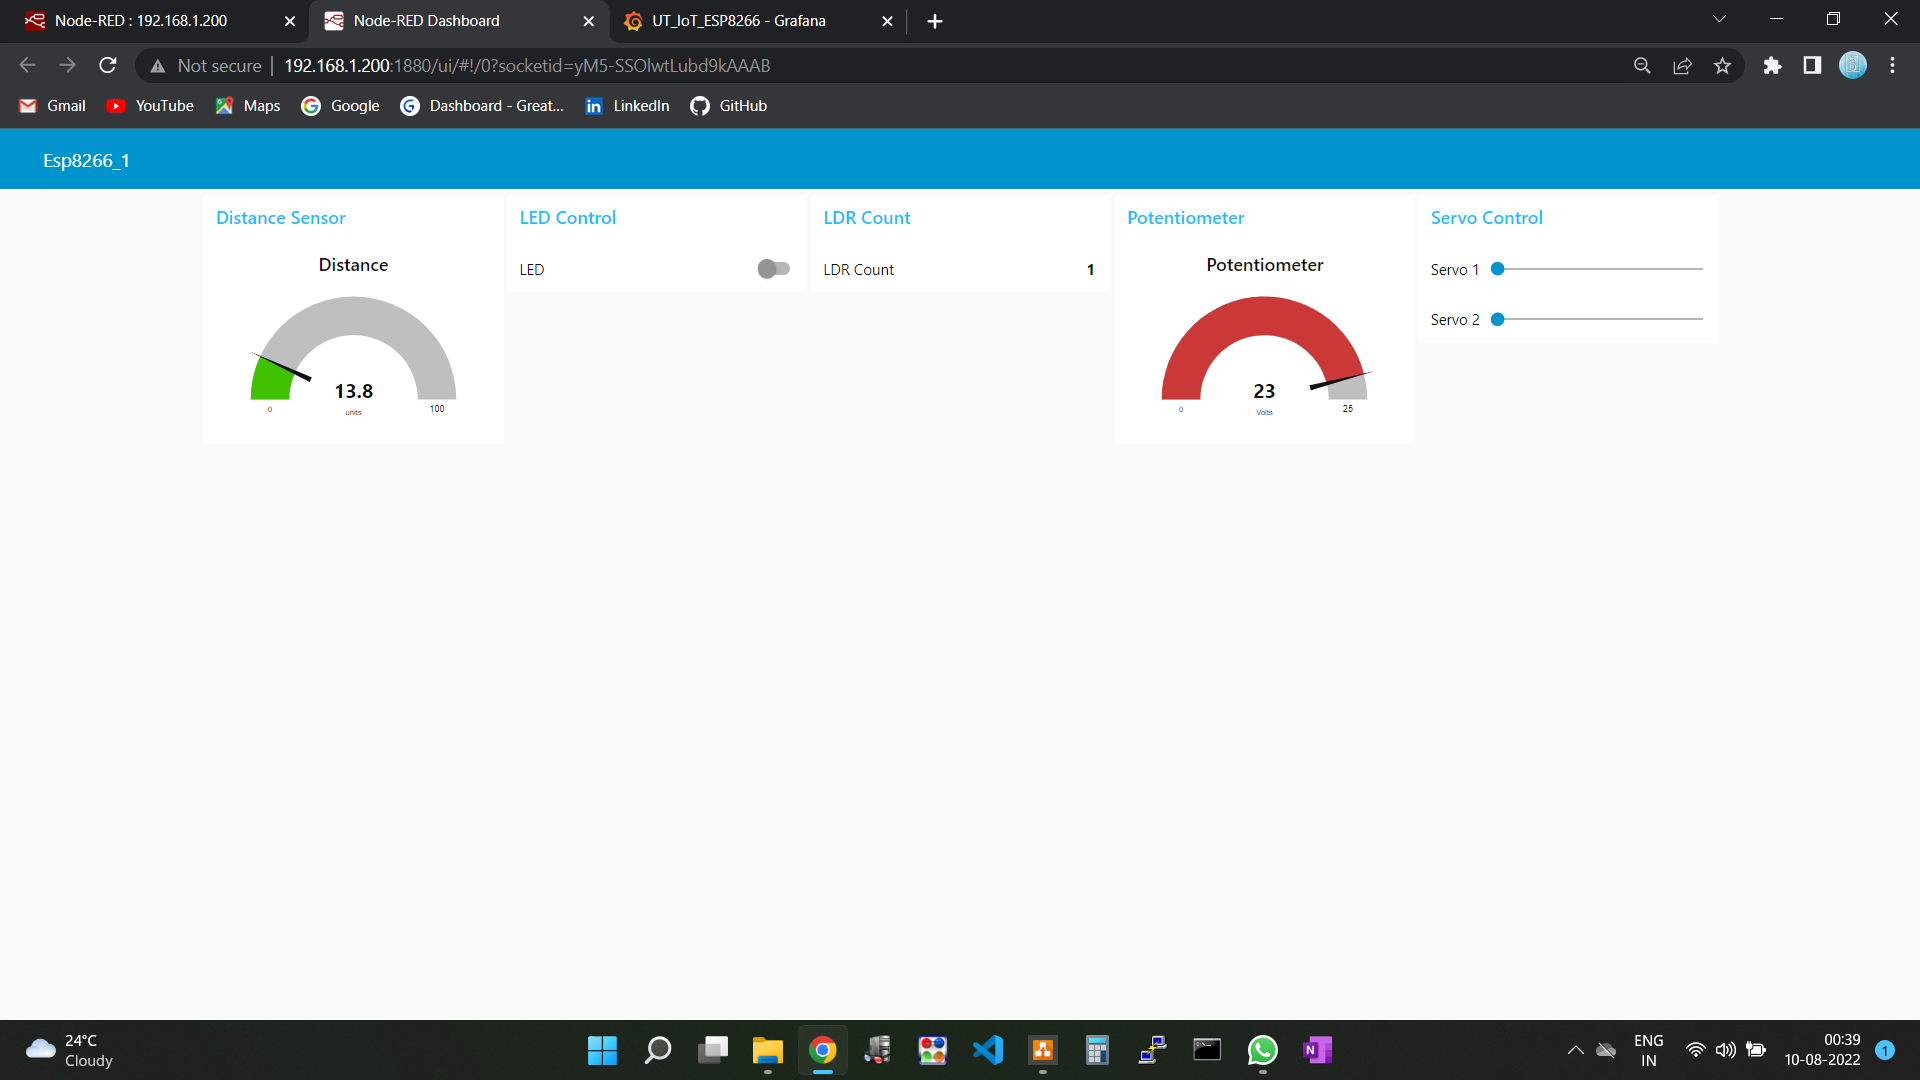 Node-RED : 192.168.1.200
Node-RED Dashboard
UT_IoT_ESP8266 - Grafana
Not secure
192.168.1.200:1880/ui/#!/0?socketid=yM5-SSOlwtLubd9kAAAB
Gmail
YouTube
Maps
Google
Dashboard - Great...
LinkedIn
GitHub
Esp8266_1
Distance Sensor
Distance
13.8
units
0
100
LED Control
LED
LDR Count
LDR Count 1
Potentiometer
Potentiometer
23
Volts
0
25
Servo Control
Servo 1
Servo 2
24°C
Cloudy
ENG
IN
00:39
10-08-2022
1